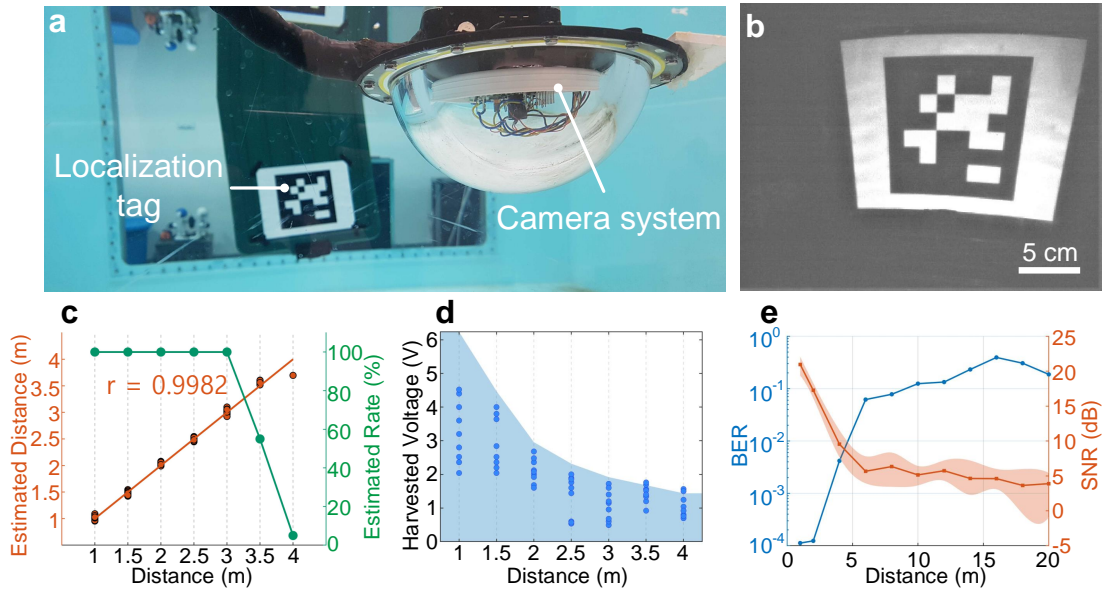 a
Localization
tag
Camera system
b
5 cm
c
Estimated Distance (m)
4
3.5
3
2.5
2
1.5
1
r = 0.9982
100
80
60
40
20
0
Estimated Rate (%)
1 1.5 2 2.5 3 3.5 4
Distance (m)
d
Harvested Voltage (V)
6
5
4
3
2
1
0
1 1.5 2 2.5 3 3.5 4
Distance (m)
e
BER
10^0
10^-1
10^-2
10^-3
10^-4
25
20
15
10
5
0
-5
SNR (dB)
0 5 10 15 20
Distance (m)